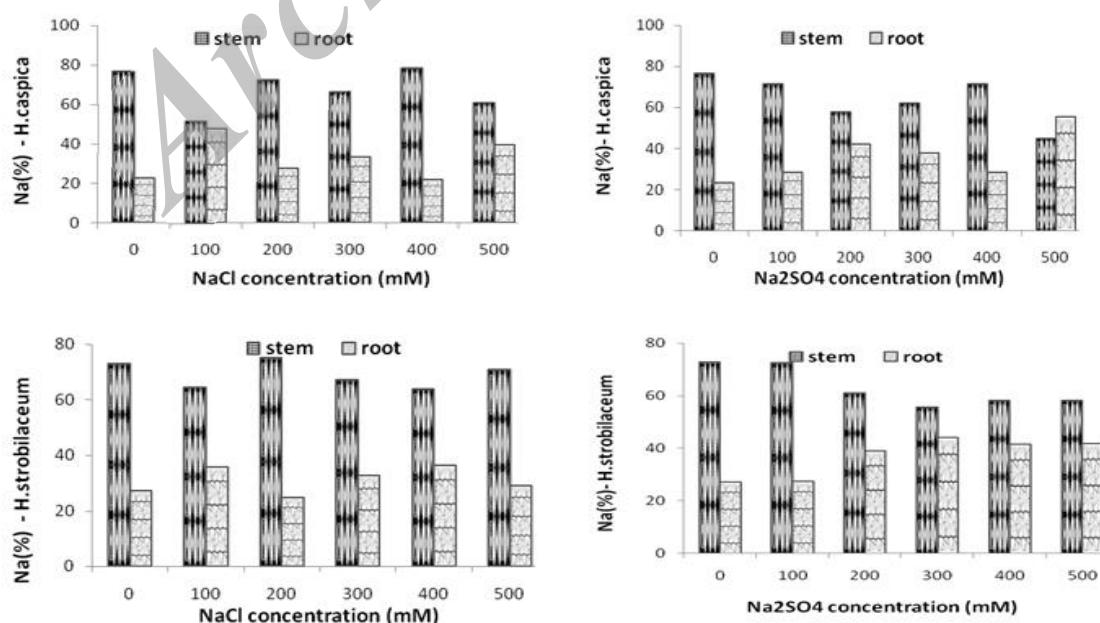 100
80
60
40
20
0
Na(%) - H.caspica
stem root
0 100 200 300 400 500
NaCl concentration (mM)
100
80
60
40
20
0
Na(%)- H.caspica
stem root
0 100 200 300 400 500
Na2SO4 concentration (mM)
80
60
40
20
0
Na(%) - H.strobilaceum
stem root
0 100 200 300 400 500
NaCl concentration (mM)
80
60
40
20
0
Na(%)- H.strobilaceum
stem root
0 100 200 300 400 500
Na2SO4 concentration (mM)